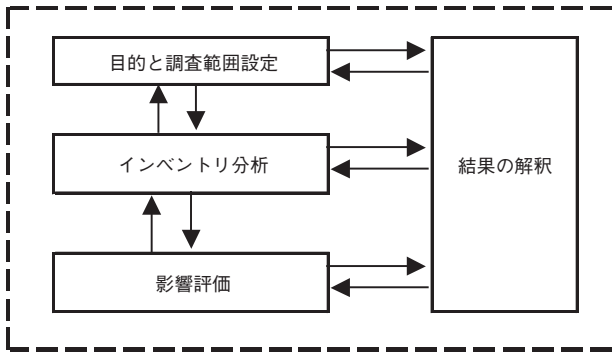 目的と調査範囲設定
インベントリ分析
影響評価
結果の解釈